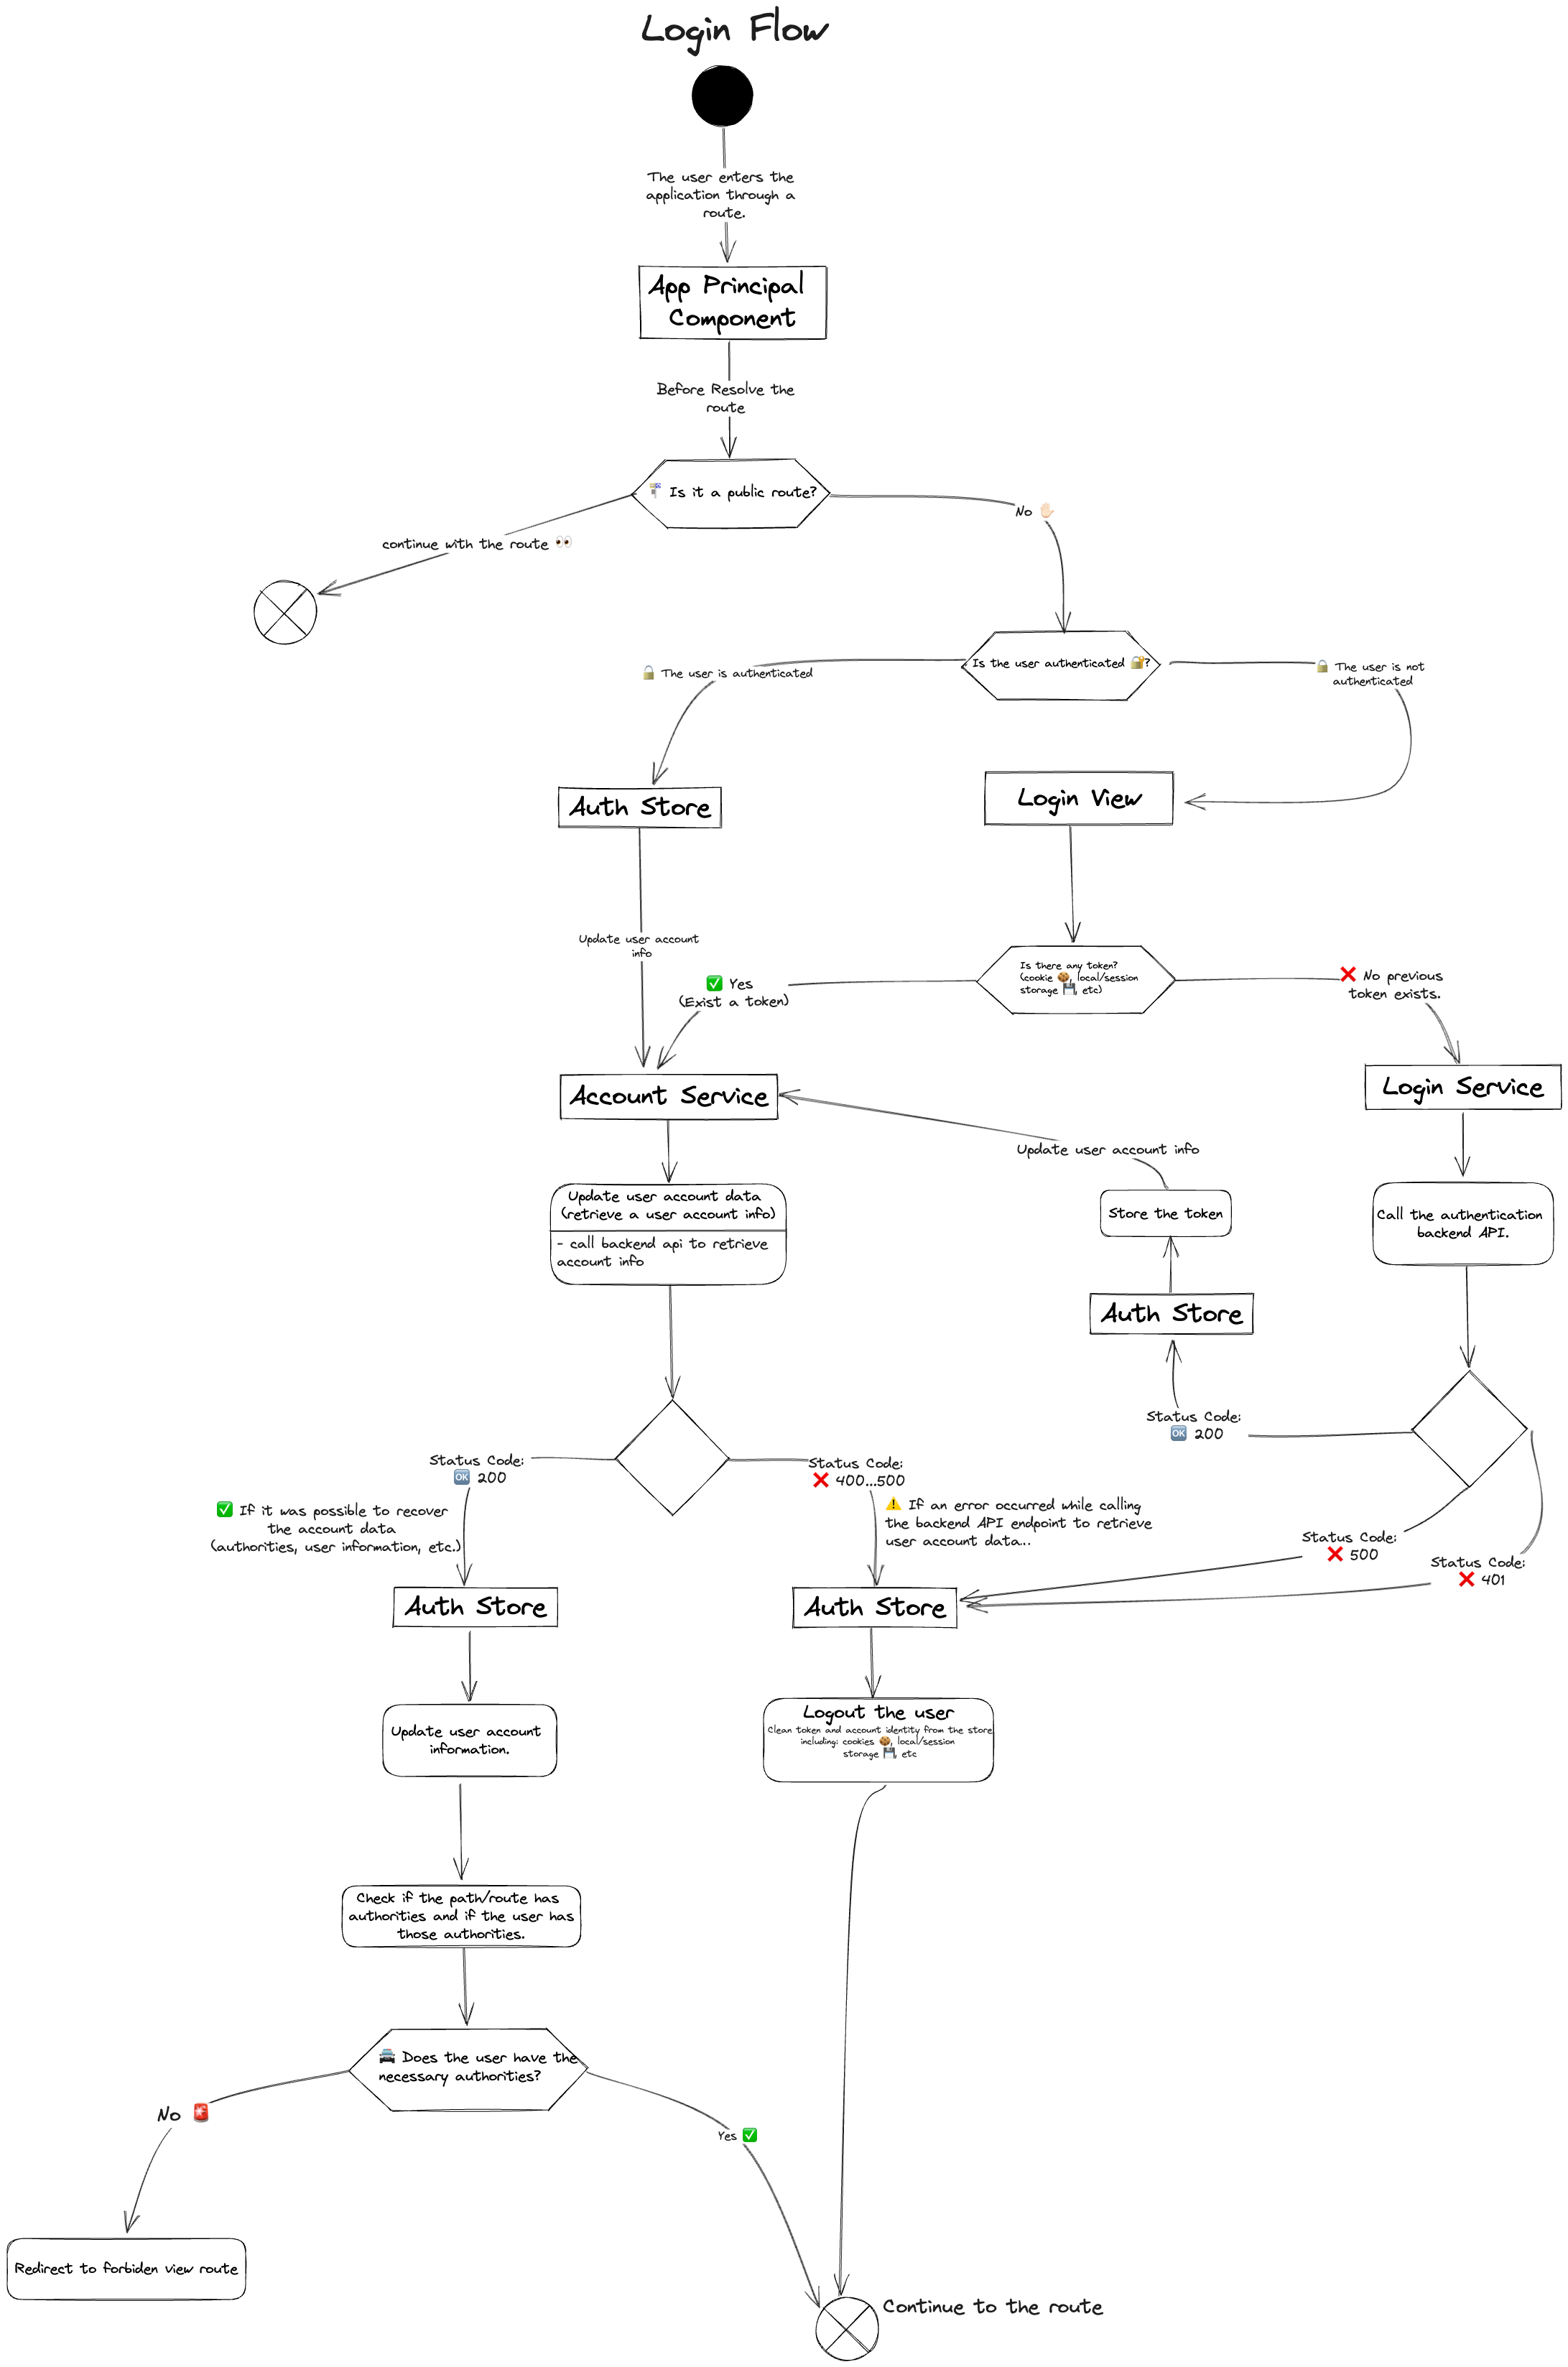 Login Flow
The user enters the
application through a
route.
App Principal
Component
Before Resolve the
route
Is it a public route?
continue with the route 👀
No ✋🏻
Is the user authenticated 🔐?
🔒 The user is authenticated
🔒 The user is not
authenticated
Auth Store
Login View
Update user account
info
Is there any token?
(cookie 🍪, local/session
storage 💾, etc)
✅ Yes
(Exist a token)
❌ No previous
token exists.
Account Service
Login Service
Update user account info
Update user account data
(retrieve a user account info)
- call backend api to retrieve
account info
Store the token
Call the authentication
backend API.
Auth Store
Status Code:
🆗 200
Status Code:
🆗 200
Status Code:
❌ 400...500
✅ If it was possible to recover
the account data
(authorities, user information, etc.)
⚠️ If an error occurred while calling
the backend API endpoint to retrieve
user account data...
Status Code:
❌ 500
Status Code:
❌ 401
Auth Store
Auth Store
Update user account
information.
Logout the user
Clean token and account identity from the store
including: cookies 🍪, local/session
storage 💾, etc
Check if the path/route has
authorities and if the user has
those authorities.
🚔 Does the user have the
necessary authorities?
No 🚨
Yes ✅
Redirect to forbiden view route
Continue to the route